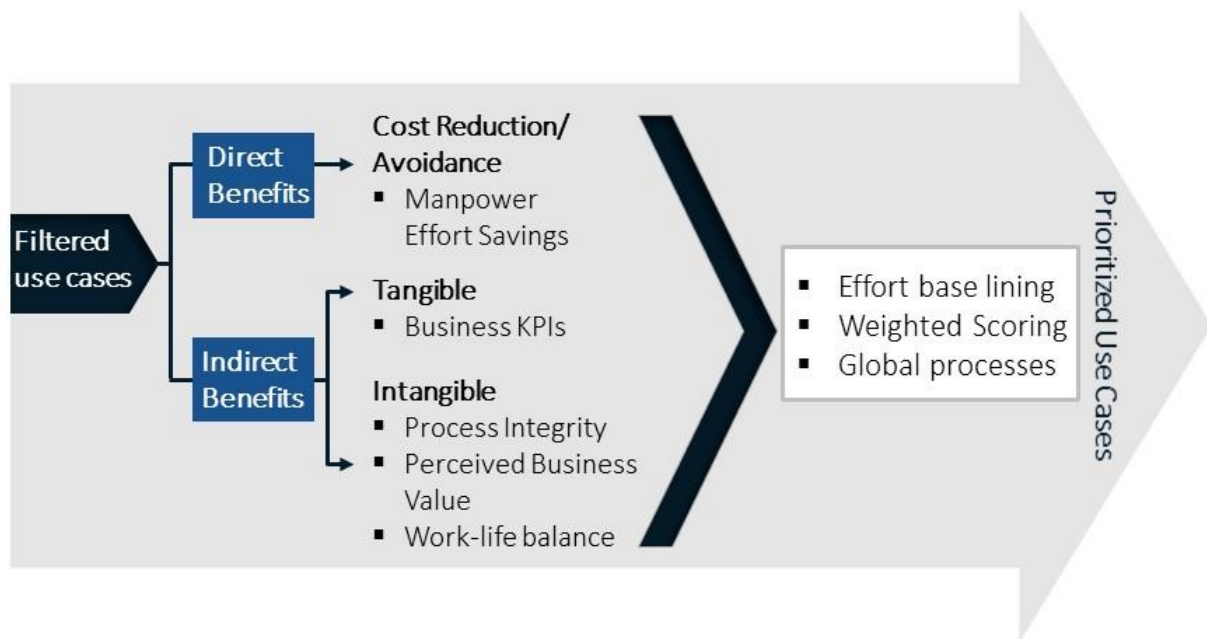 Filtered
use cases
Direct
Benefits
Indirect
Benefits
Cost Reduction/
Avoidance
▪ Manpower
Effort Savings
Tangible
▪ Business KPIs
Intangible
▪ Process Integrity
▪ Perceived Business
Value
▪ Work-life balance
▪ Effort base lining
▪ Weighted Scoring
▪ Global processes
Prioritized Use Cases